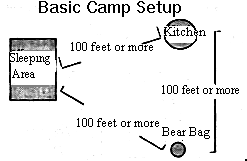 Basic Camp Setup
Kitchen
100 feet or more
Sleeping
Area
100 feet or more
100 feet or more
Bear Bag